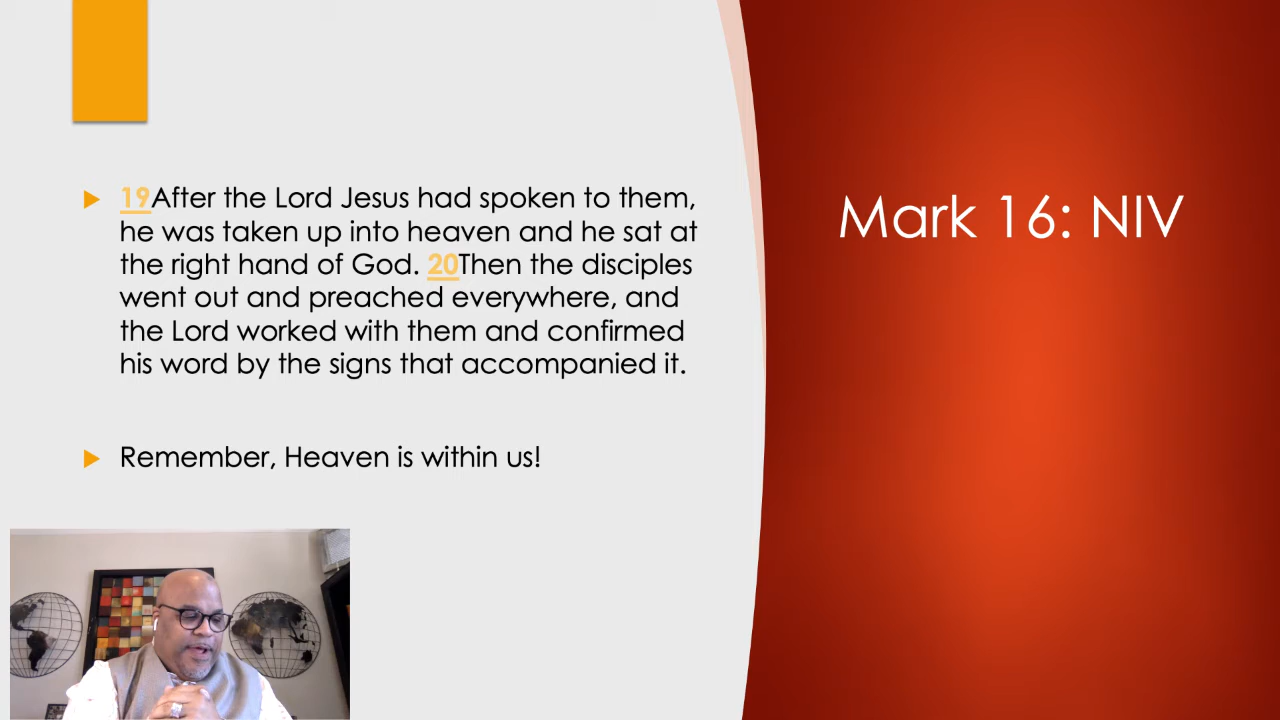 19After the Lord Jesus had spoken to them,
he was taken up into heaven and he sat at
the right hand of God. 20Then the disciples
went out and preached everywhere, and
the Lord worked with them and confirmed
his word by the signs that accompanied it.
Remember, Heaven is within us!
Mark 16: NIV